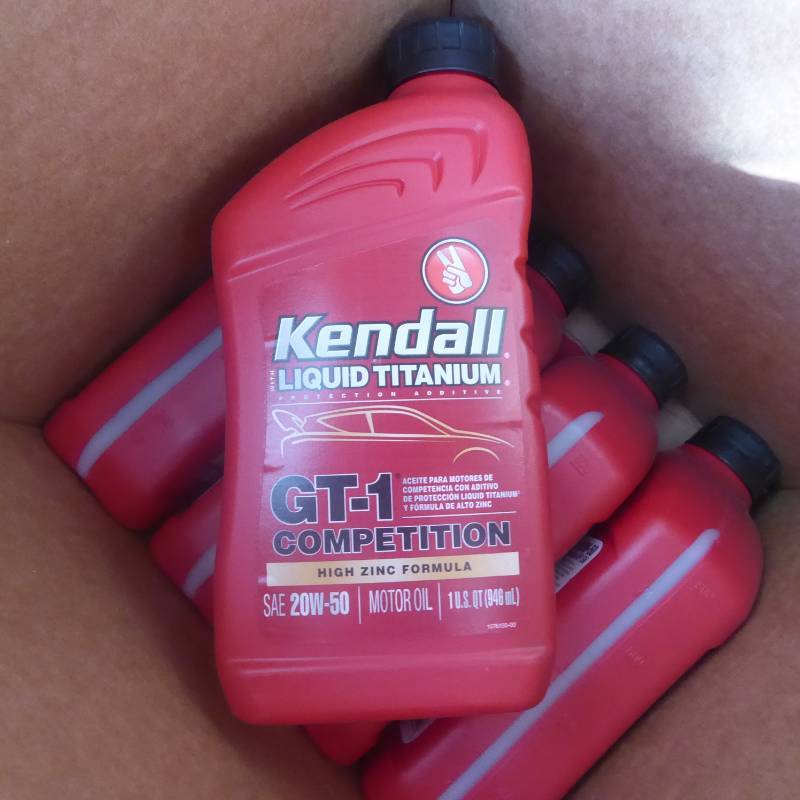 Kendall®
WITH LIQUID TITANIUM®
PROTECTION ADDITIVE
GT-1®
ACEITE PARA MOTORES DE
COMPETENCIA CON ADITIVO
DE PROTECCIÓN LIQUID TITANIUM®
Y FÓRMULA DE ALTO ZINC
COMPETITION
HIGH ZINC FORMULA
SAE 20W-50 | MOTOR OIL | 1 U.S. QT (946 mL)